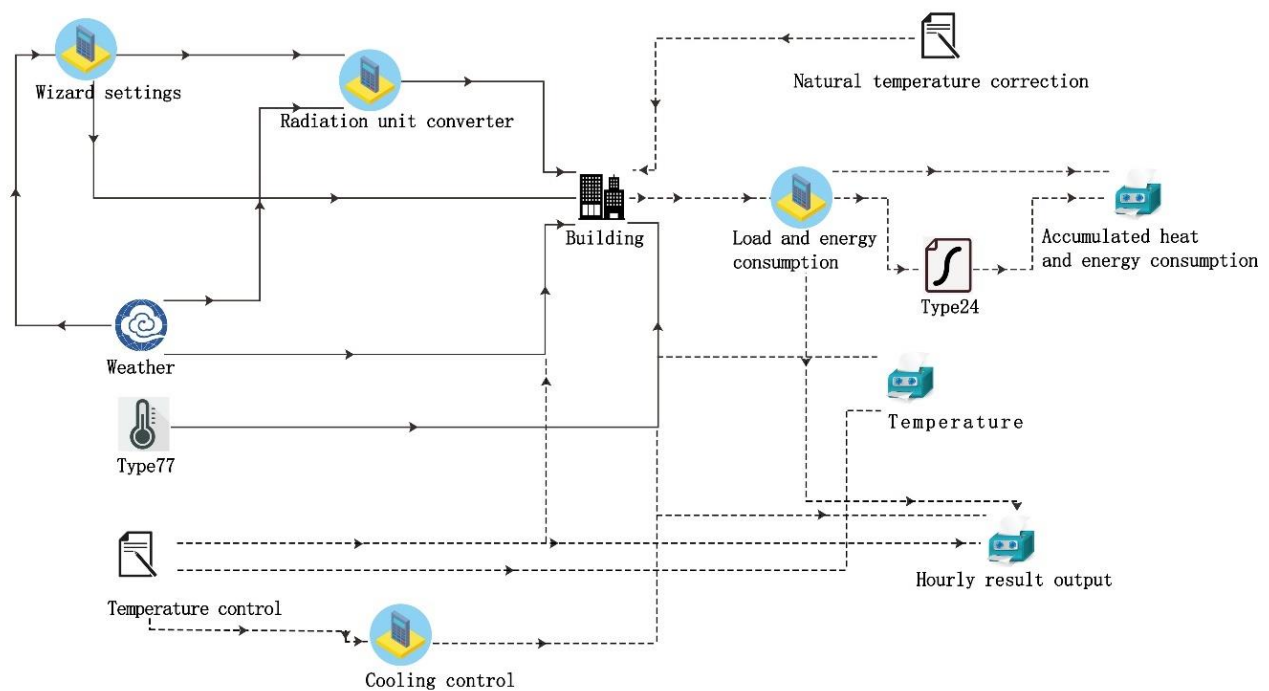 Wizard settings
Radiation unit converter
Natural temperature correction
Building
Load and energy
consumption
Accumulated heat
and energy consumption
Type24
Weather
Temperature
Type77
Hourly result output
Temperature control
Cooling control